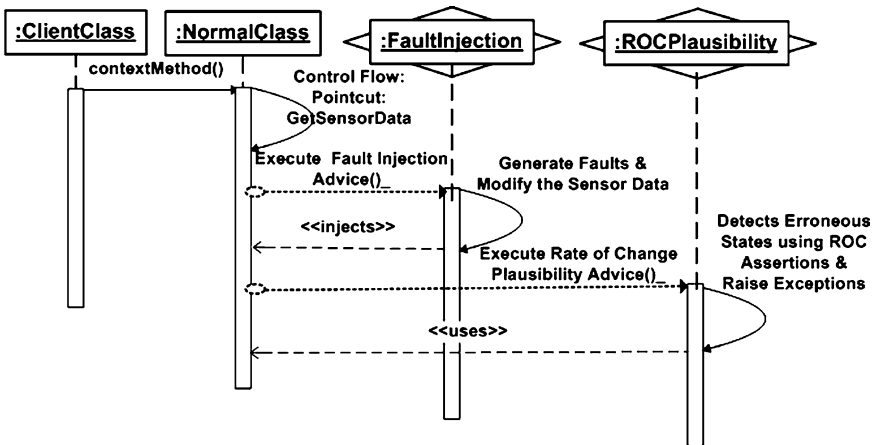 :ClientClass
:NormalClass
:FaultInjection
:ROCPlausibility
contextMethod()
Control Flow:
Pointcut:
GetSensorData
Execute Fault Injection
Advice()_
Generate Faults &
Modify the Sensor Data
<<injects>>
Execute Rate of Change
Plausibility Advice()_
Detects Erroneous
States using ROC
Assertions &
Raise Exceptions
<<uses>>